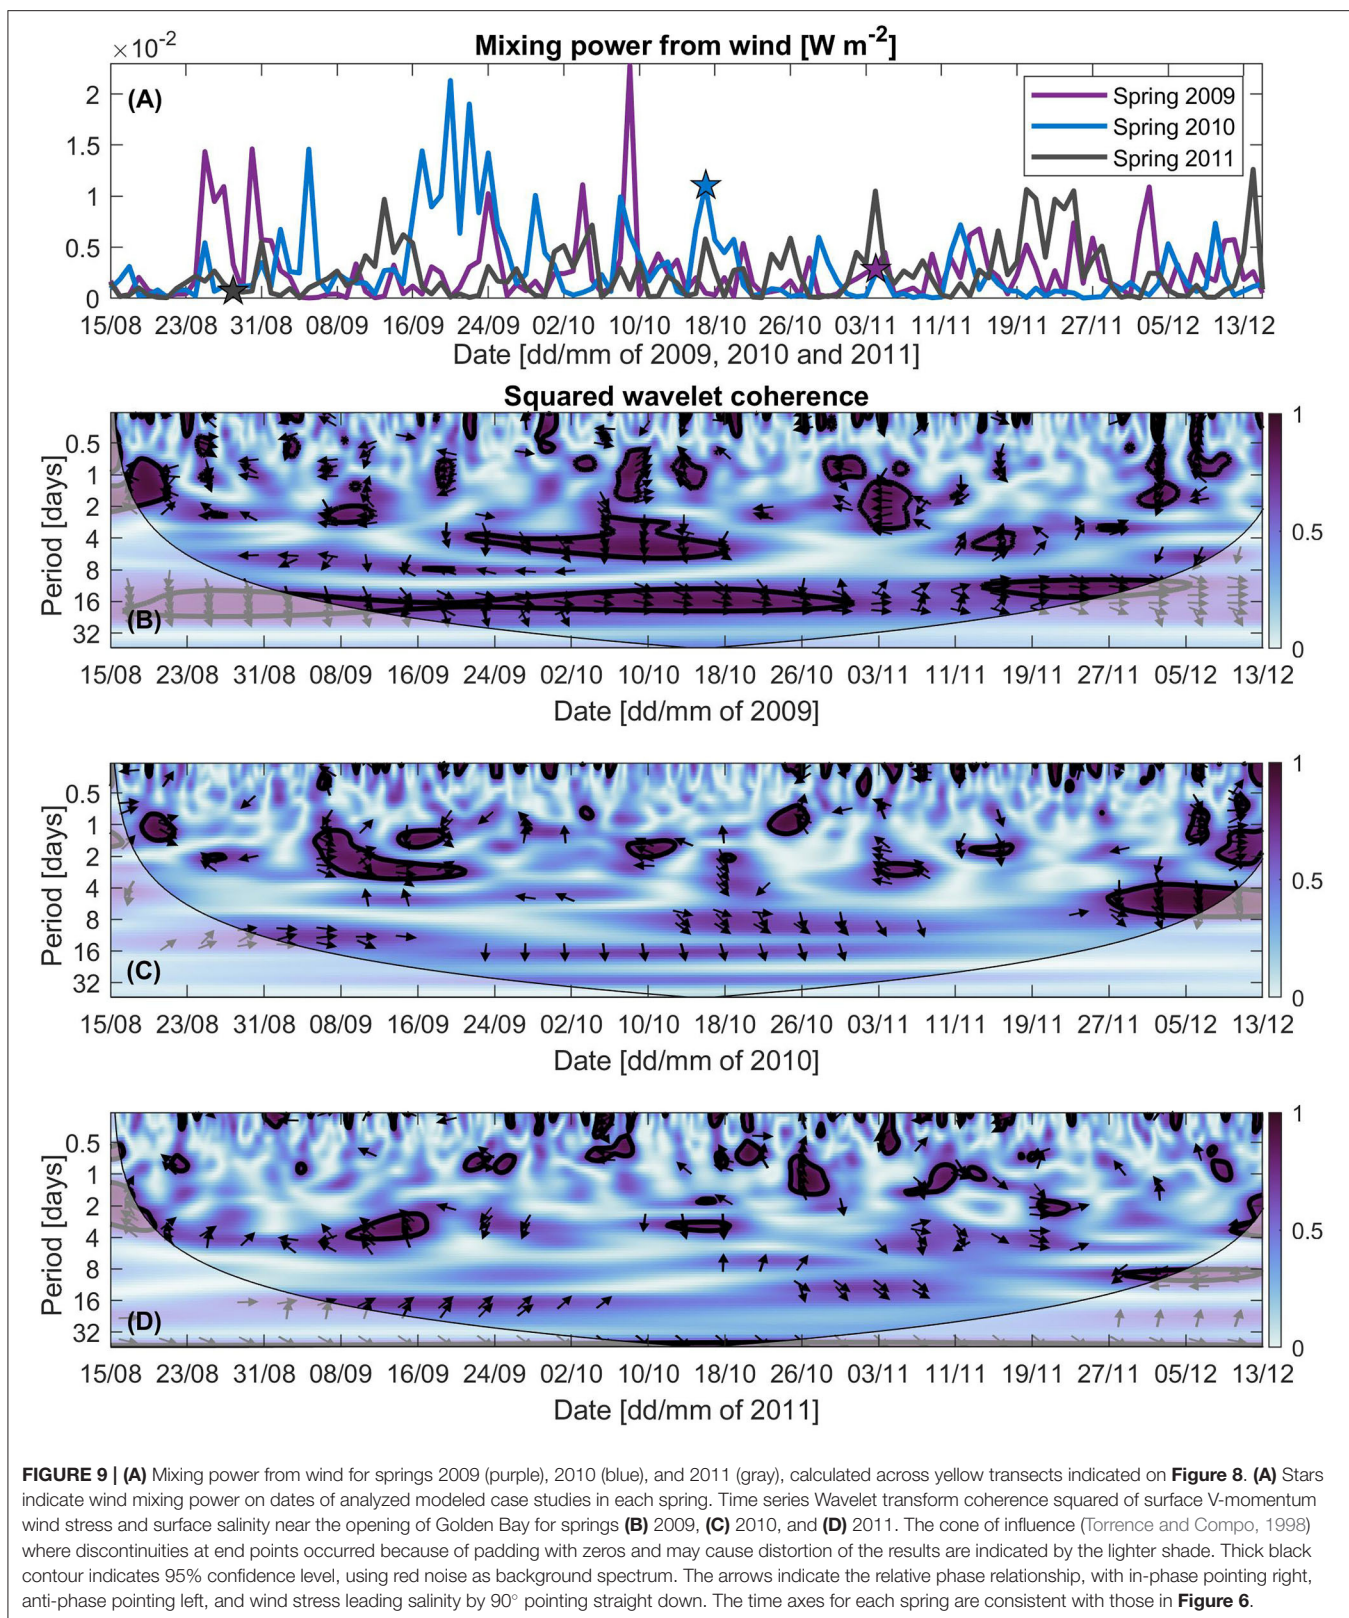 Mixing power from wind [W m-2]
×10-2
2
1.5
1
0.5
0
(A)
Spring 2009
Spring 2010
Spring 2011
15/08 23/08 31/08 08/09 16/09 24/09 02/10 10/10 18/10 26/10 03/11 11/11 19/11 27/11 05/12 13/12
Date [dd/mm of 2009, 2010 and 2011]
Squared wavelet coherence
Period [days]
0.5
1
2
4
8
16
32
(B)
1
0.5
0
15/08 23/08 31/08 08/09 16/09 24/09 02/10 10/10 18/10 26/10 03/11 11/11 19/11 27/11 05/12 13/12
Date [dd/mm of 2009]
Period [days]
0.5
1
2
4
8
16
32
(C)
1
0.5
0
15/08 23/08 31/08 08/09 16/09 24/09 02/10 10/10 18/10 26/10 03/11 11/11 19/11 27/11 05/12 13/12
Date [dd/mm of 2010]
Period [days]
0.5
1
2
4
8
16
32
(D)
1
0.5
0
15/08 23/08 31/08 08/09 16/09 24/09 02/10 10/10 18/10 26/10 03/11 11/11 19/11 27/11 05/12 13/12
Date [dd/mm of 2011]
FIGURE 9 | (A) Mixing power from wind for springs 2009 (purple), 2010 (blue), and 2011 (gray), calculated across yellow transects indicated on Figure 8. (A) Stars
indicate wind mixing power on dates of analyzed modeled case studies in each spring. Time series Wavelet transform coherence squared of surface V-momentum
wind stress and surface salinity near the opening of Golden Bay for springs (B) 2009, (C) 2010, and (D) 2011. The cone of influence (Torrence and Compo, 1998)
where discontinuities at end points occurred because of padding with zeros and may cause distortion of the results are indicated by the lighter shade. Thick black
contour indicates 95% confidence level, using red noise as background spectrum. The arrows indicate the relative phase relationship, with in-phase pointing right,
anti-phase pointing left, and wind stress leading salinity by 90° pointing straight down. The time axes for each spring are consistent with those in Figure 6.